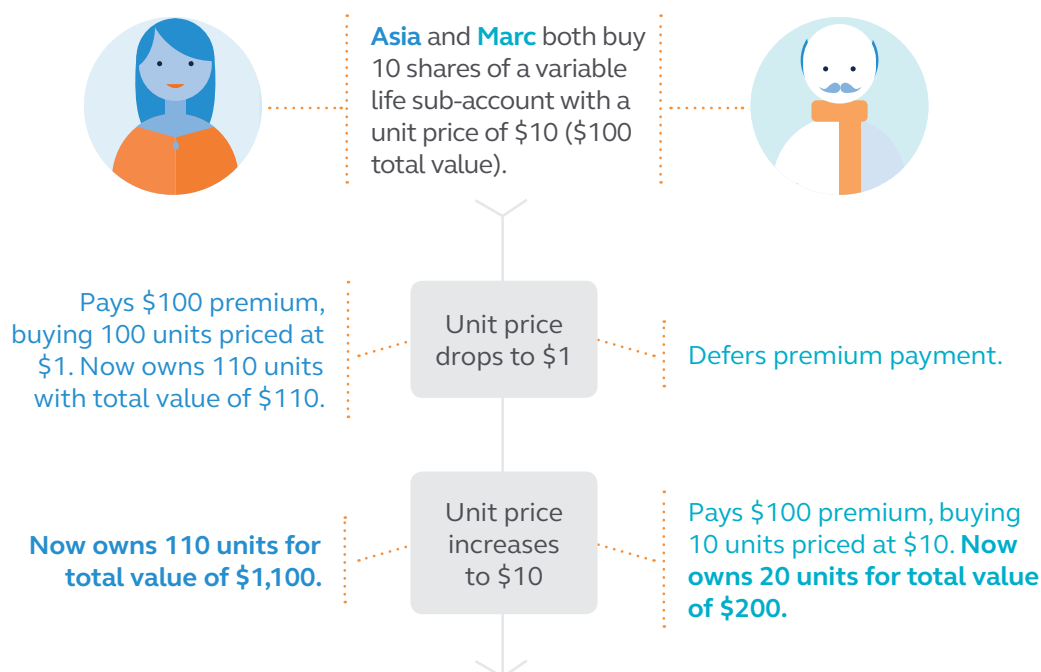 Asia and Marc both buy
10 shares of a variable
life sub-account with a
unit price of $10 ($100
total value).
Pays $100 premium,
buying 100 units priced at
$1. Now owns 110 units
with total value of $110.
Unit price
drops to $1
Defers premium payment.
Now owns 110 units for
total value of $1,100.
Unit price
increases
to $10
Pays $100 premium, buying
10 units priced at $10. Now
owns 20 units for total value
of $200.